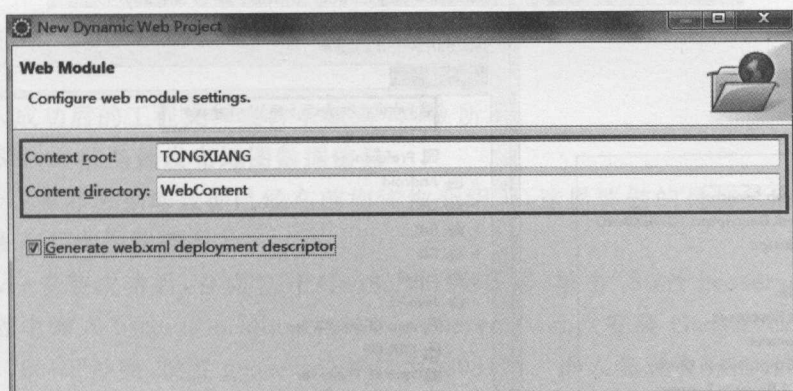 New Dynamic Web Project
Web Module
Configure web module settings.
Context root: TONGXIANG
Content directory: WebContent
Generate web.xml deployment descriptor